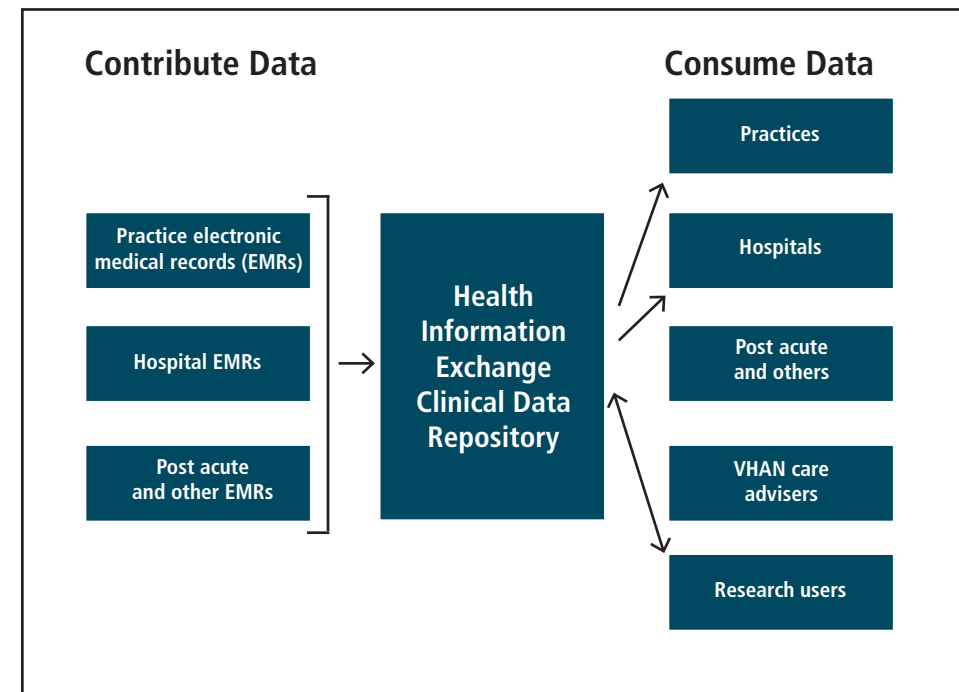 Contribute Data
Consume Data
Practice electronic
medical records (EMRs)
Hospital EMRs
Post acute
and other EMRs
Health
Information
Exchange
Clinical Data
Repository
Practices
Hospitals
Post acute
and others
VHAN care
advisers
Research users